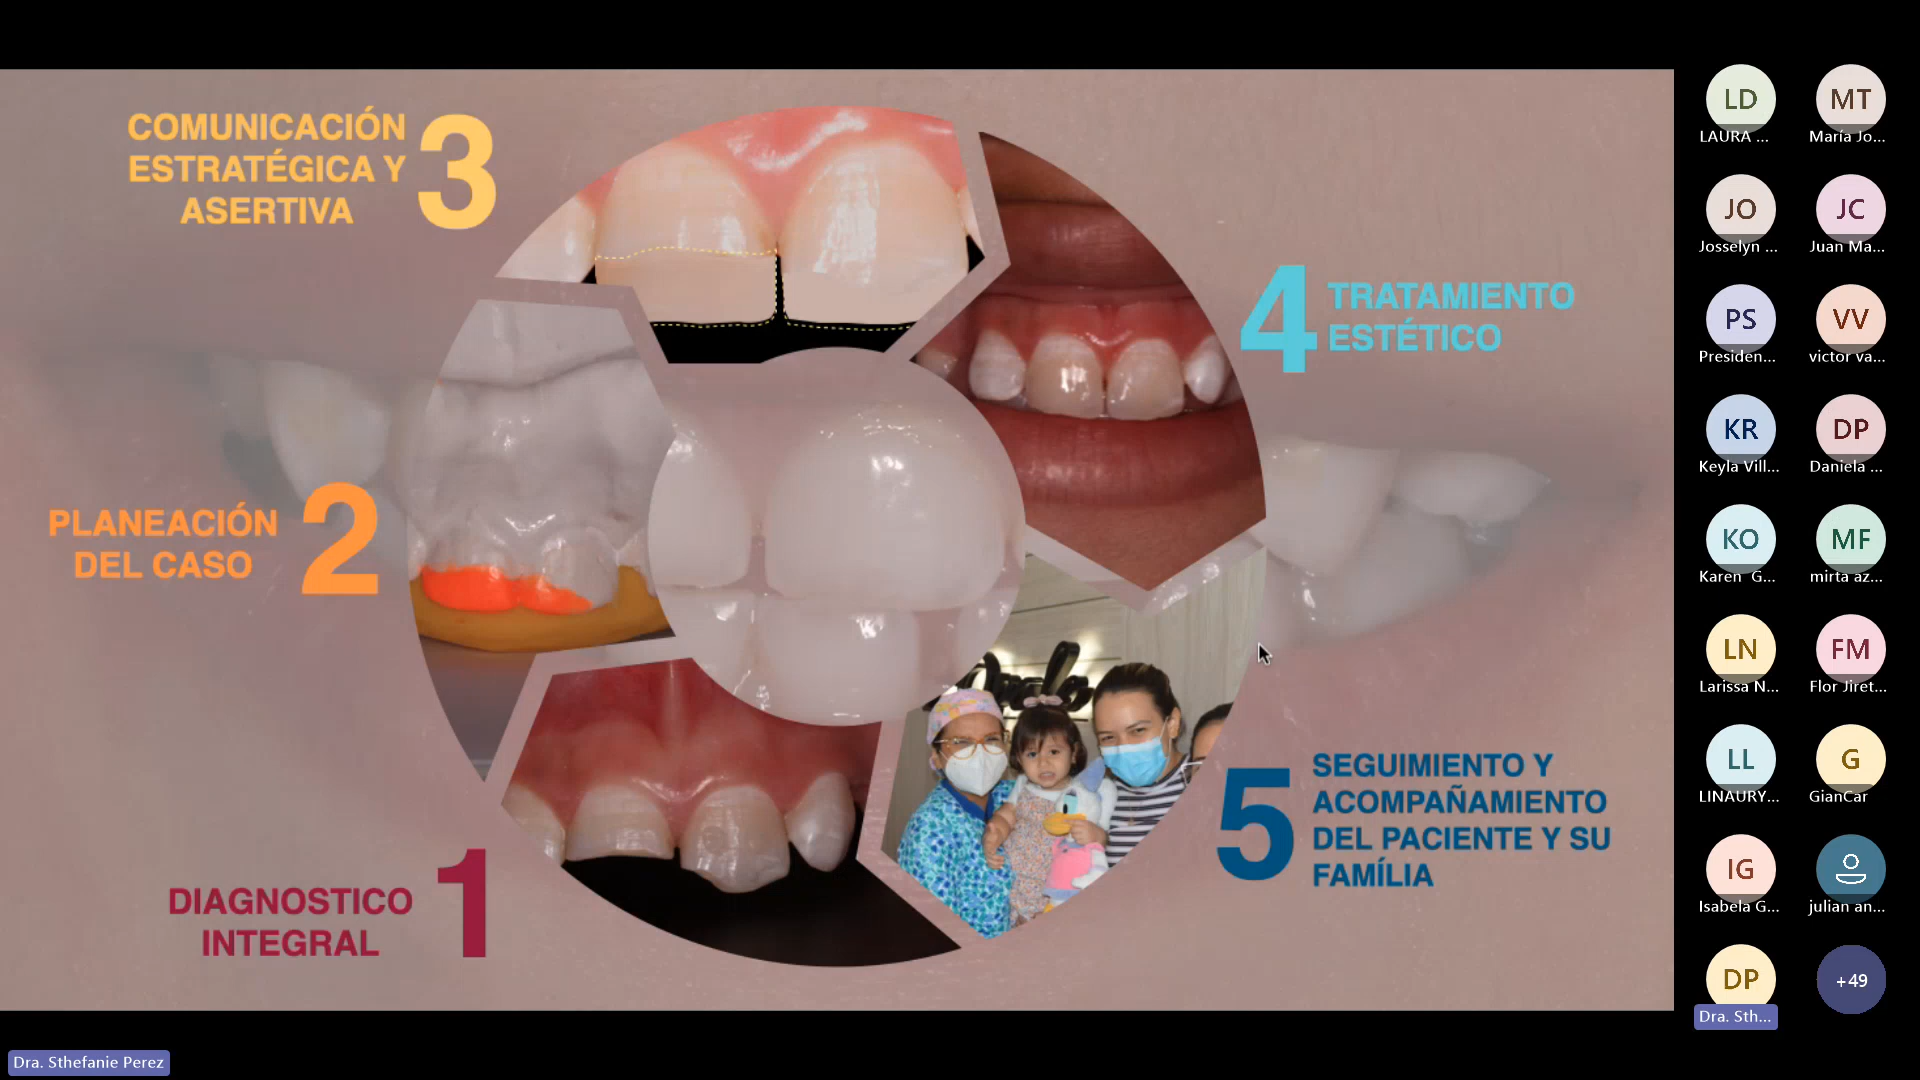 COMUNICACIÓN
ESTRATÉGICA Y
ASERTIVA
3
4
TRATAMIENTO
ESTÉTICO
PLANEACIÓN
DEL CASO
2
DIAGNOSTICO
INTEGRAL
1
5
SEGUIMIENTO Y
ACOMPAÑAMIENTO
DEL PACIENTE Y SU
FAMÍLIA
LD
LAURA ...
MT
María Jo...
JO
Josselyn ...
JC
Juan Ma...
PS
Presiden...
VV
victor va...
KR
Keyla Vill...
DP
Daniela ...
KO
Karen G...
MF
mirta az...
LN
Larissa N...
FM
Flor Jiret...
LL
LINAURY...
G
GianCar
IG
Isabela G...
julian an...
DP
Dra. Sth...
+49
Dra. Sthefanie Perez